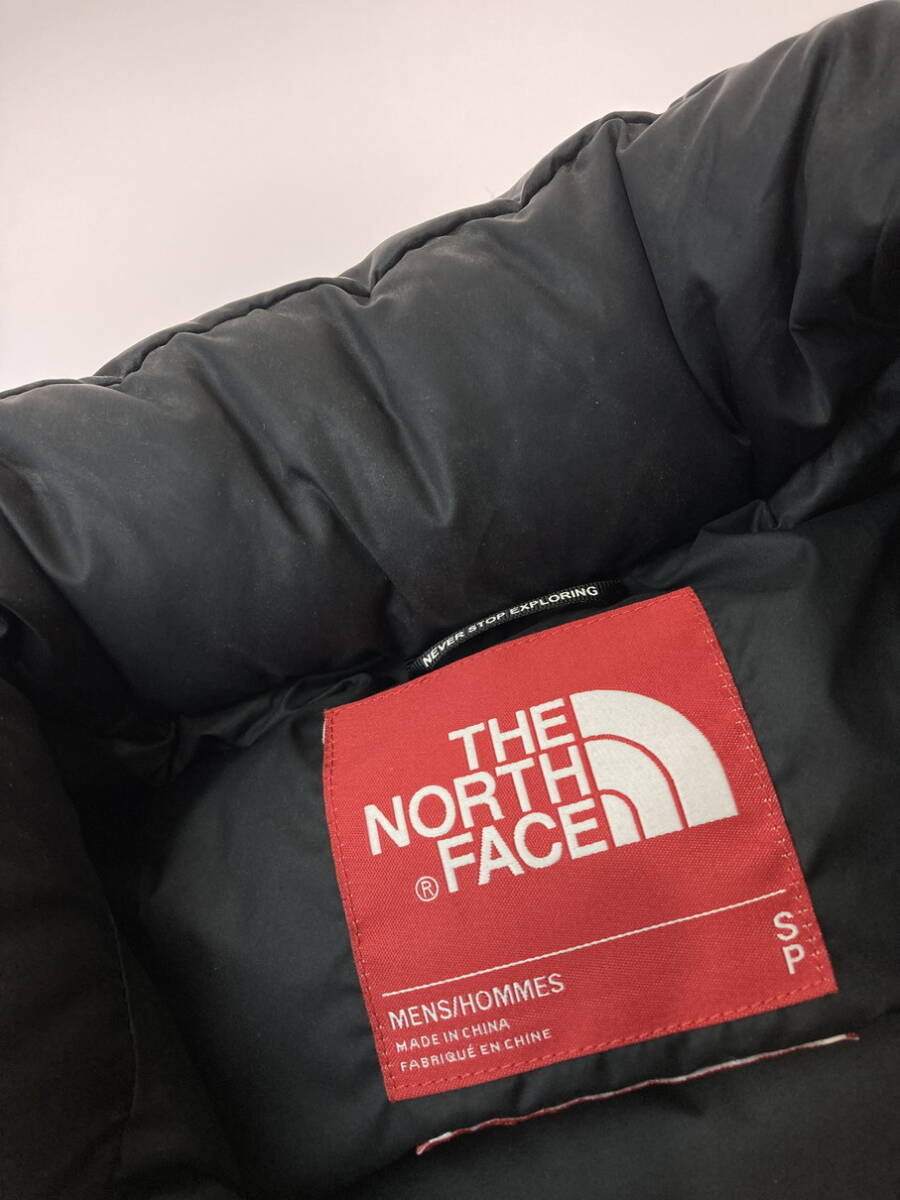 NEVER STOP EXPLORING
THE
NORTH
FACE
®
S
P
MENS/HOMMES
MADE IN CHINA
FABRIQUÉ EN CHINE